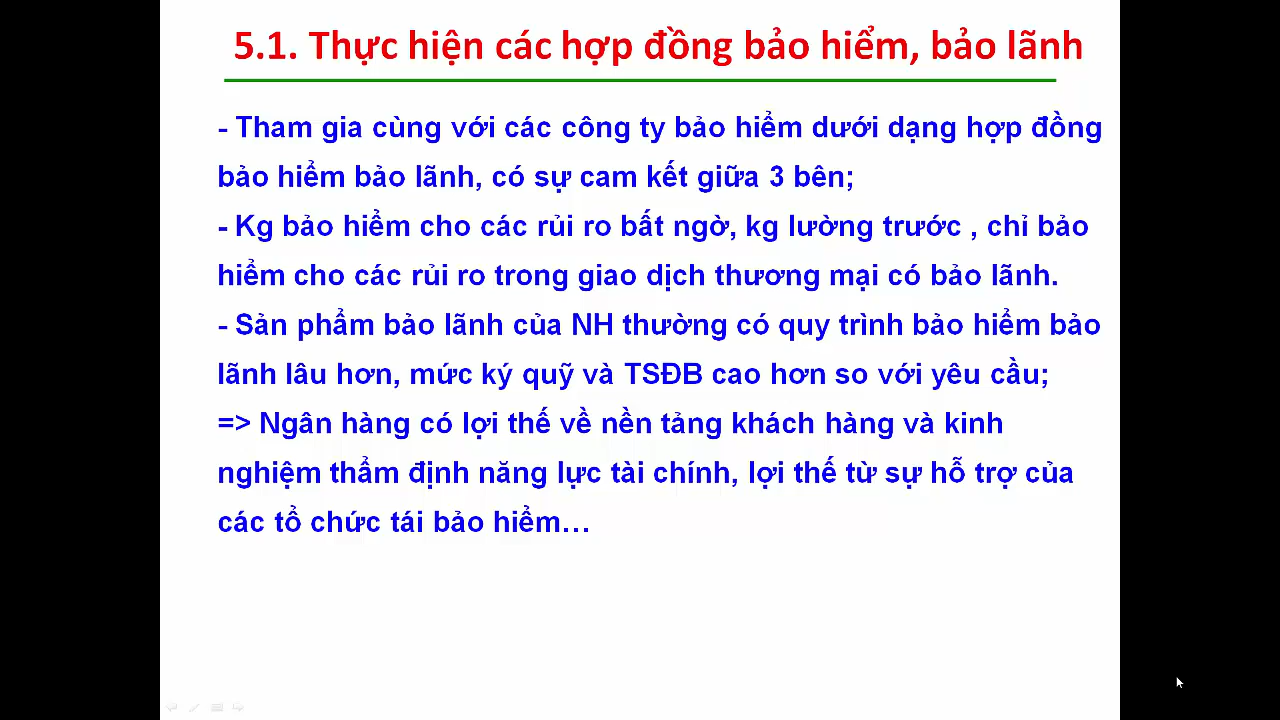 5.1. Thực hiện các hợp đồng bảo hiểm, bảo lãnh
- Tham gia cùng với các công ty bảo hiểm dưới dạng hợp đồng
bảo hiểm bảo lãnh, có sự cam kết giữa 3 bên;
- Kg bảo hiểm cho các rủi ro bất ngờ, kg lường trước , chỉ bảo
hiểm cho các rủi ro trong giao dịch thương mại có bảo lãnh.
- Sản phẩm bảo lãnh của NH thường có quy trình bảo hiểm bảo
lãnh lâu hơn, mức ký quỹ và TSĐB cao hơn so với yêu cầu;
=> Ngân hàng có lợi thế về nền tảng khách hàng và kinh
nghiệm thẩm định năng lực tài chính, lợi thế từ sự hỗ trợ của
các tổ chức tái bảo hiểm...